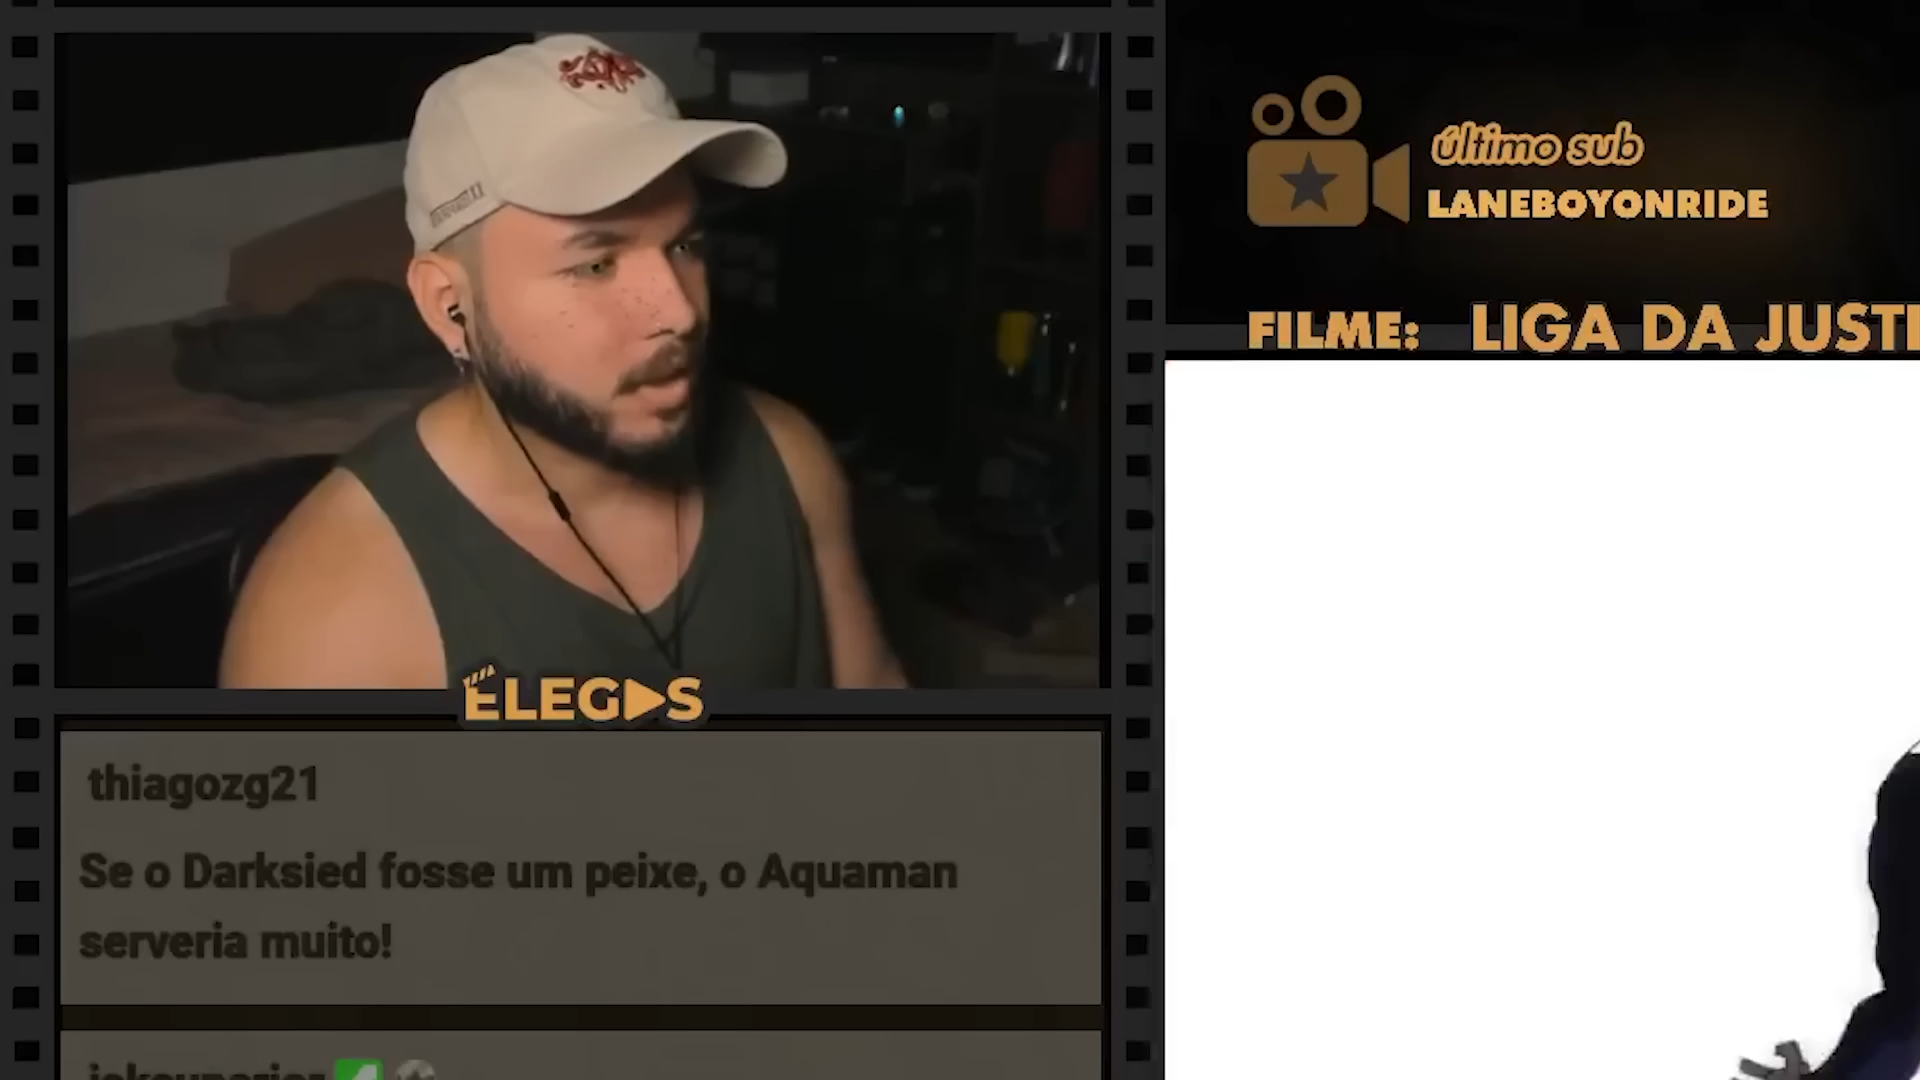 último sub
LANEBOYONRIDE
FILME: LIGA DA JUSTI
ELEGOS
thiagozg21
Se o Darksied fosse um peixe, o Aquaman
serveria muito!